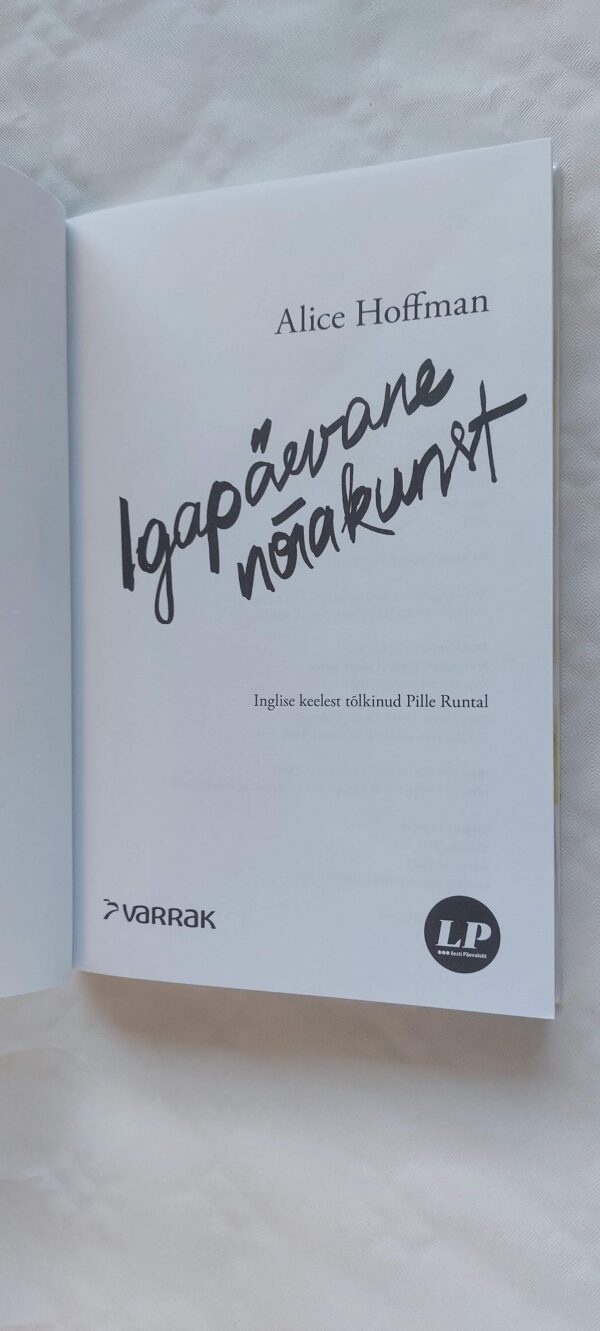 Alice Hoffman
Igapäevane
nõiakunst
Inglise keelest tõlkinud Pille Runtal
VARRAK
LP
Eesti Päevaleht